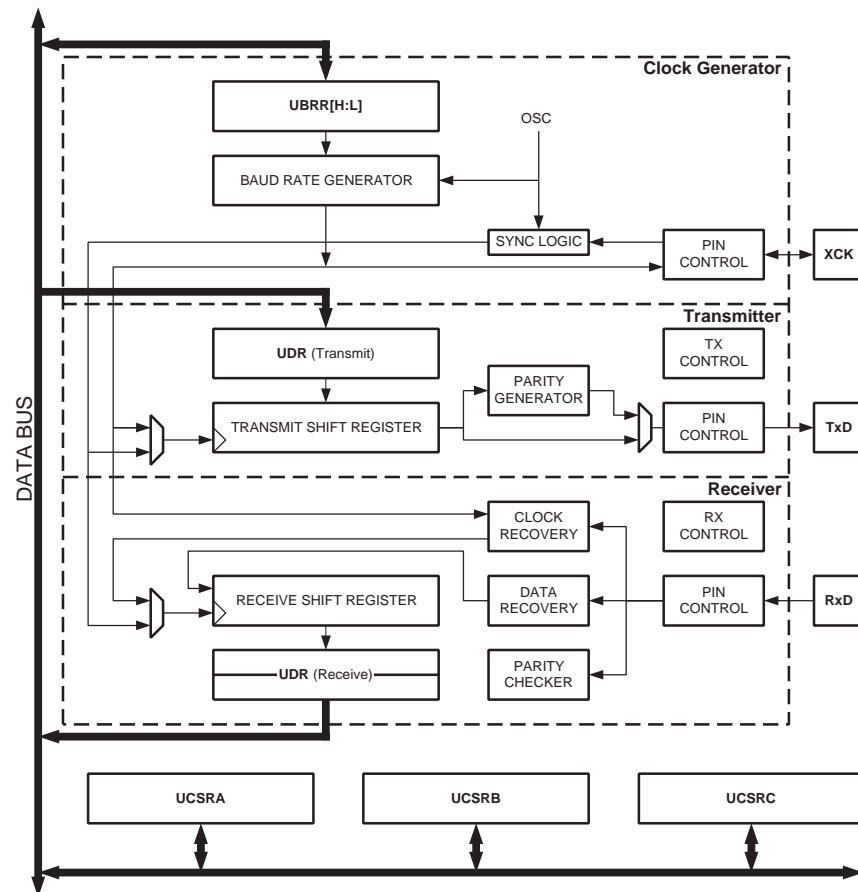 Clock Generator
UBRR[H:L]
OSC
BAUD RATE GENERATOR
SYNC LOGIC
PIN
CONTROL
XCK
Transmitter
UDR (Transmit)
TX
CONTROL
PARITY
GENERATOR
TRANSMIT SHIFT REGISTER
PIN
CONTROL
TxD
DATA BUS
Receiver
CLOCK
RECOVERY
RX
CONTROL
RECEIVE SHIFT REGISTER
DATA
RECOVERY
PIN
CONTROL
RxD
UDR (Receive)
PARITY
CHECKER
UCSRA
UCSRB
UCSRC